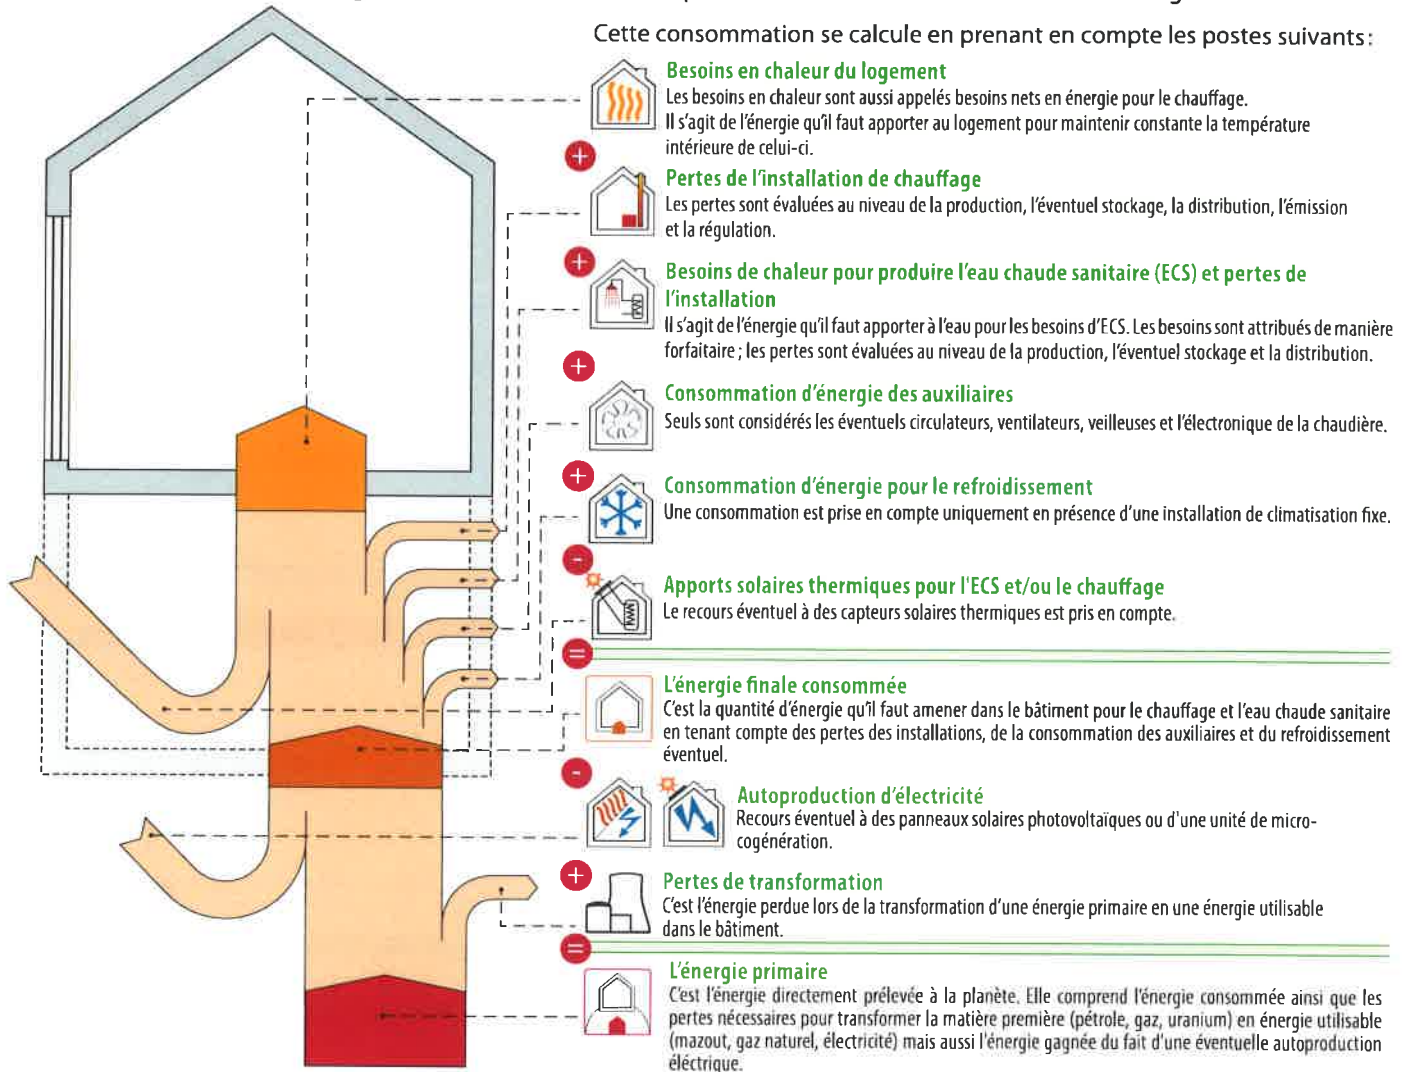 Cette consommation se calcule en prenant en compte les postes suivants :
Besoins en chaleur du logement
Les besoins en chaleur sont aussi appelés besoins nets en énergie pour le chauffage.
Il s'agit de l'énergie qu'il faut apporter au logement pour maintenir constante la température
intérieure de celui-ci.
+
Pertes de l'installation de chauffage
Les pertes sont évaluées au niveau de la production, l'éventuel stockage, la distribution, l'émission
et la régulation.
+
Besoins de chaleur pour produire l'eau chaude sanitaire (ECS) et pertes de
l'installation
Il s'agit de l'énergie qu'il faut apporter à l'eau pour les besoins d'ECS. Les besoins sont attribués de manière
forfaitaire ; les pertes sont évaluées au niveau de la production, l'éventuel stockage et la distribution.
+
Consommation d'énergie des auxiliaires
Seuls sont considérés les éventuels circulateurs, ventilateurs, veilleuses et l'électronique de la chaudière.
+
Consommation d'énergie pour le refroidissement
Une consommation est prise en compte uniquement en présence d'une installation de climatisation fixe.
-
Apports solaires thermiques pour l'ECS et/ou le chauffage
Le recours éventuel à des capteurs solaires thermiques est pris en compte.
=
L'énergie finale consommée
C'est la quantité d'énergie qu'il faut amener dans le bâtiment pour le chauffage et l'eau chaude sanitaire
en tenant compte des pertes des installations, de la consommation des auxiliaires et du refroidissement
éventuel.
-
Autoproduction d'électricité
Recours éventuel à des panneaux solaires photovoltaïques ou d'une unité de micro-
cogénération.
+
Pertes de transformation
C'est l'énergie perdue lors de la transformation d'une énergie primaire en une énergie utilisable
dans le bâtiment.
=
L'énergie primaire
C'est l'énergie directement prélevée à la planète. Elle comprend l'énergie consommée ainsi que les
pertes nécessaires pour transformer la matière première (pétrole, gaz, uranium) en énergie utilisable
(mazout, gaz naturel, électricité) mais aussi l'énergie gagnée du fait d'une éventuelle autoproduction
éléctrique.